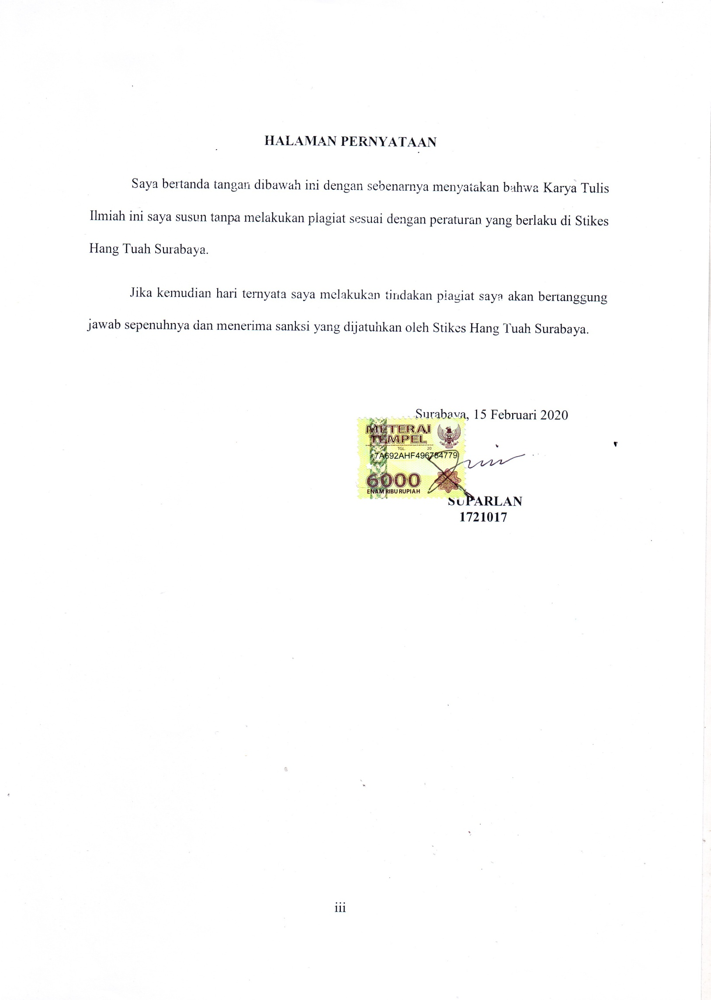 HALAMAN PERNYATAAN
Saya bertanda tangan dibawah ini dengan sebenarnya menyatakan bahwa Karya Tulis
Ilmiah ini saya susun tanpa melakukan plagiat sesuai dengan peraturan yang berlaku di Stikes
Hang Tuah Surabaya.
Jika kemudian hari ternyata saya melakukan tindakan plagiat saya akan bertanggung
jawab sepenuhnya dan menerima sanksi yang dijatuhkan oleh Stikes Hang Tuah Surabaya.
Surabaya, 15 Februari 2020
METERAI
TEMPEL
TGL. 20
7A692AHF496784779
6000
ENAM RIBU RUPIAH
SUPARLAN
1721017
iii